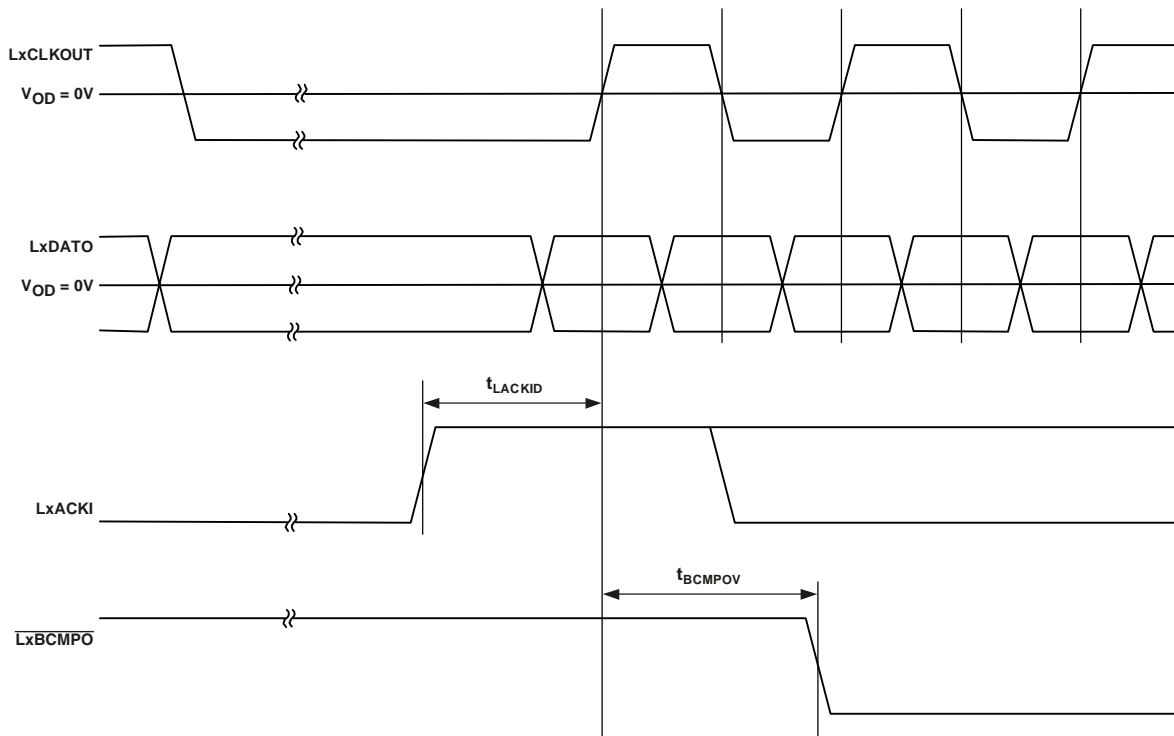 LxCLKOUT
VOD = 0V
LxDATO
VOD = 0V
tLACKID
LxACKI
tBCMPOV
LxBCMPO